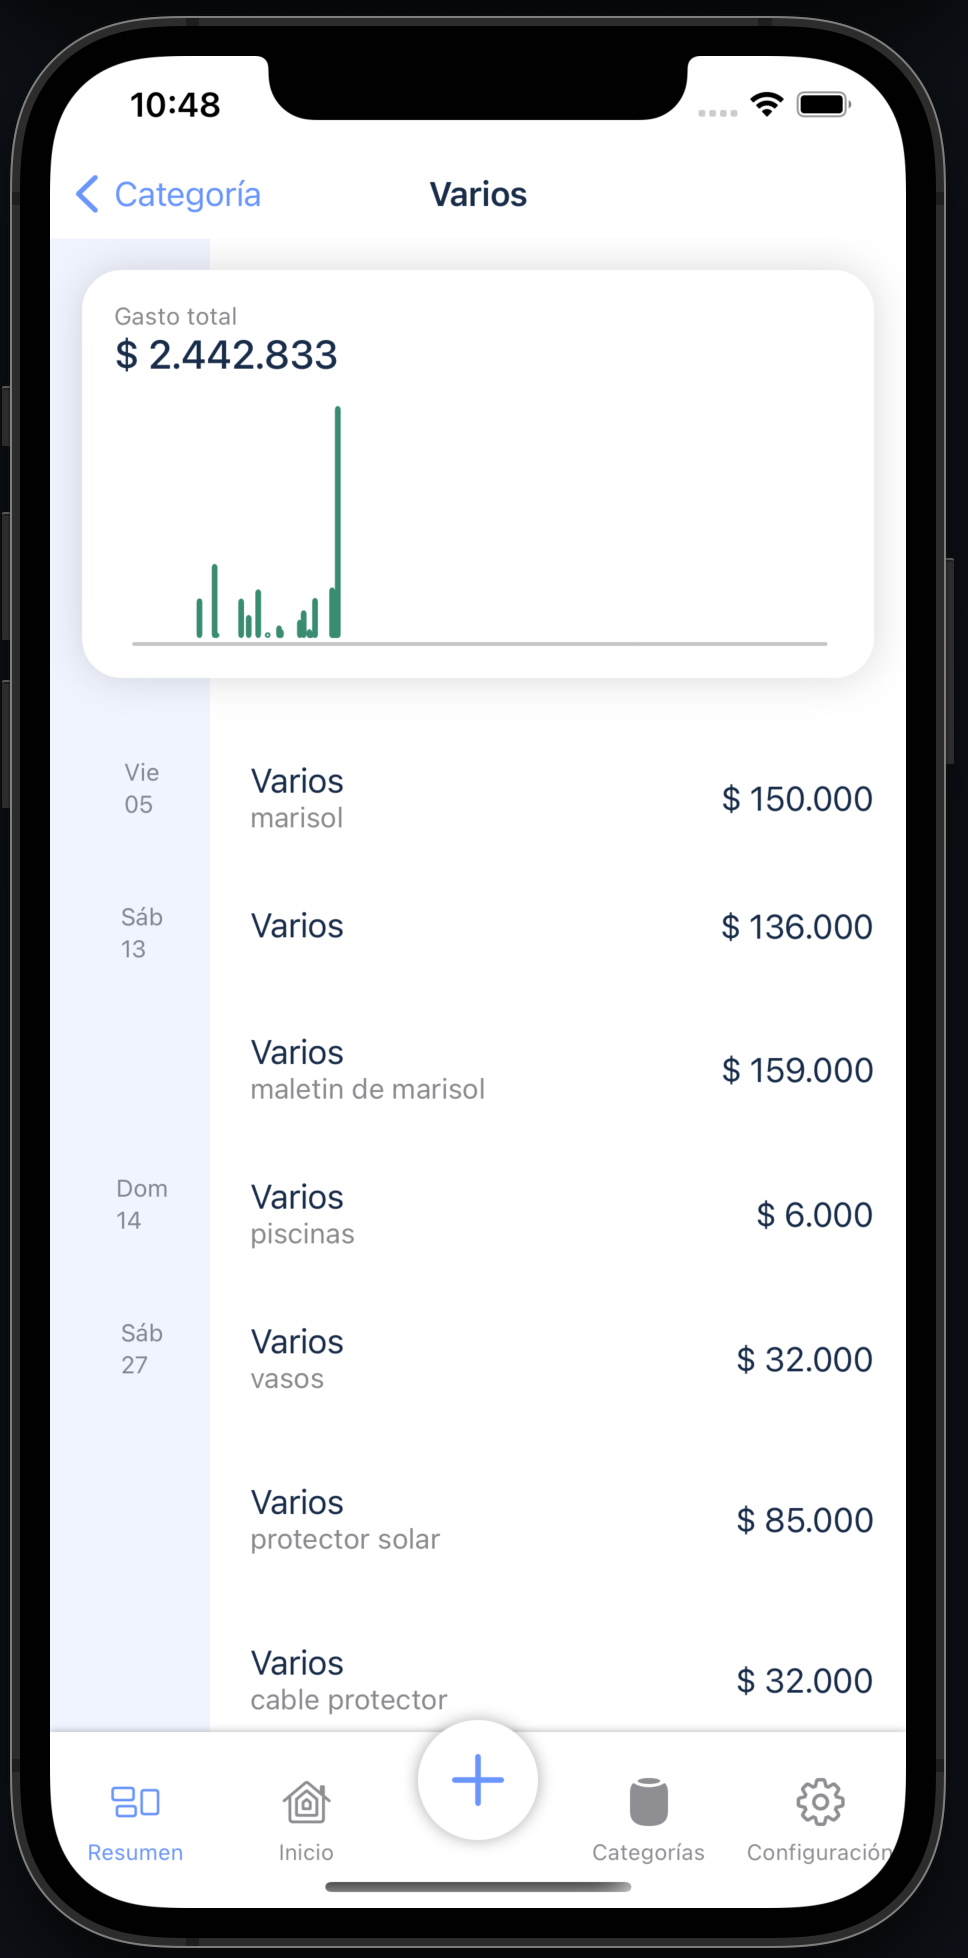 10:48
Categoría
Varios
Gasto total
$ 2.442.833
Vie
05
Varios
marisol
$ 150.000
Sáb
13
Varios
$ 136.000
Varios
maletin de marisol
$ 159.000
Dom
14
Varios
piscinas
$ 6.000
Sáb
27
Varios
vasos
$ 32.000
Varios
protector solar
$ 85.000
Varios
cable protector
$ 32.000
Resumen
Inicio
Categorías
Configuración